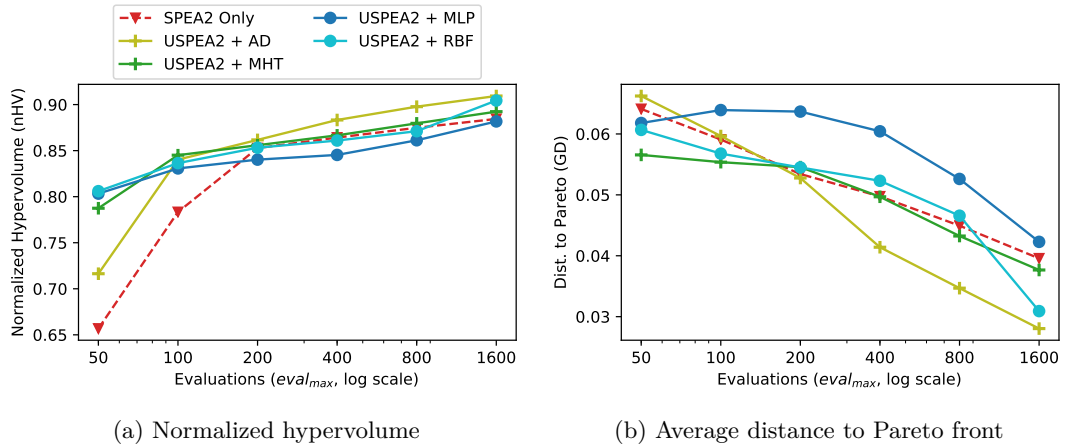 SPEA2 Only
USPEA2 + AD
USPEA2 + MHT
USPEA2 + MLP
USPEA2 + RBF
Normalized Hypervolume (nHV)
0.90
0.85
0.80
0.75
0.70
0.65
50 100 200 400 800 1600
Evaluations (eval_max, log scale)
(a) Normalized hypervolume
Dist. to Pareto (GD)
0.06
0.05
0.04
0.03
50 100 200 400 800 1600
Evaluations (eval_max, log scale)
(b) Average distance to Pareto front